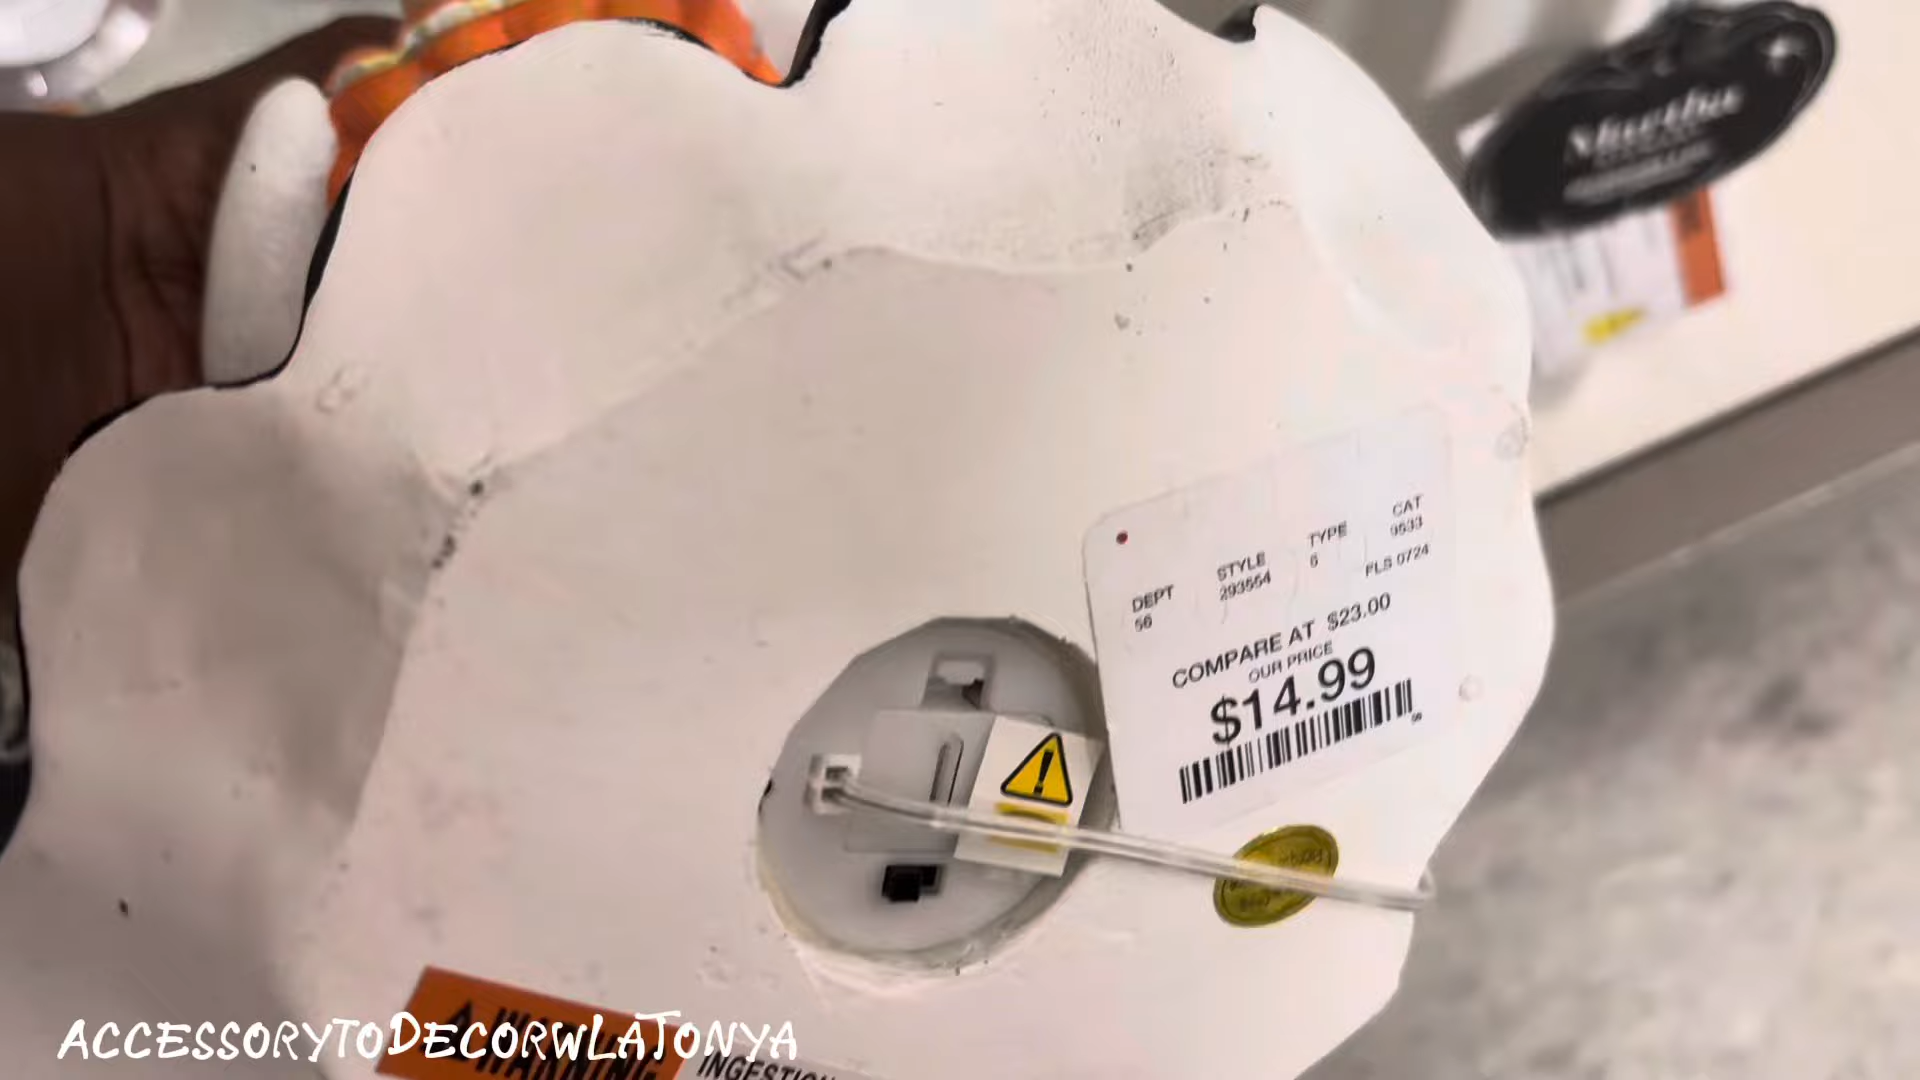 Martha
DEPT STYLE TYPE CAT
56 293554 6 9533
FLS 0724
COMPARE AT $23.00
OUR PRICE
$14.99
WARNING
INGESTION
ACCESSORYTODECORWLATONYA